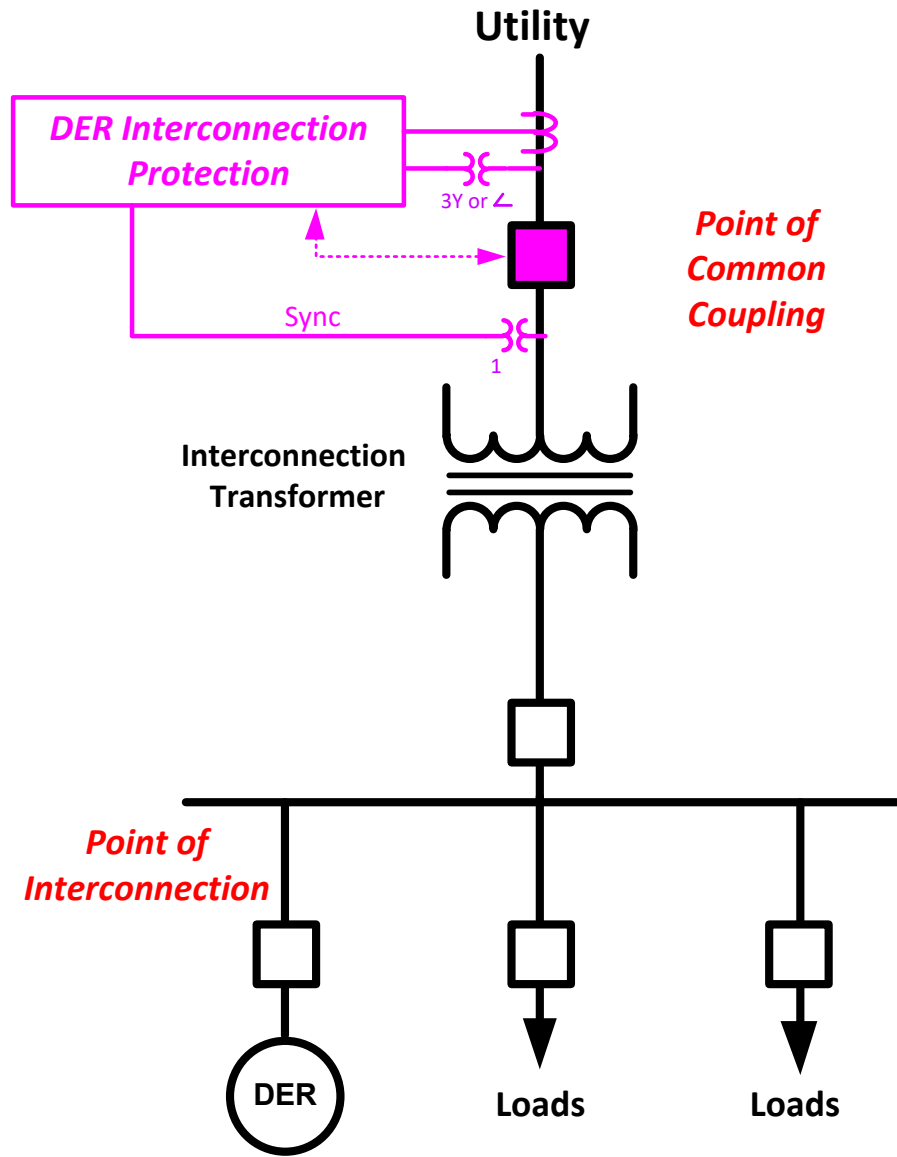 Utility
DER Interconnection
Protection
3Y or ∠
Point of
Common
Coupling
Sync
1
Interconnection
Transformer
Point of
Interconnection
DER
Loads
Loads